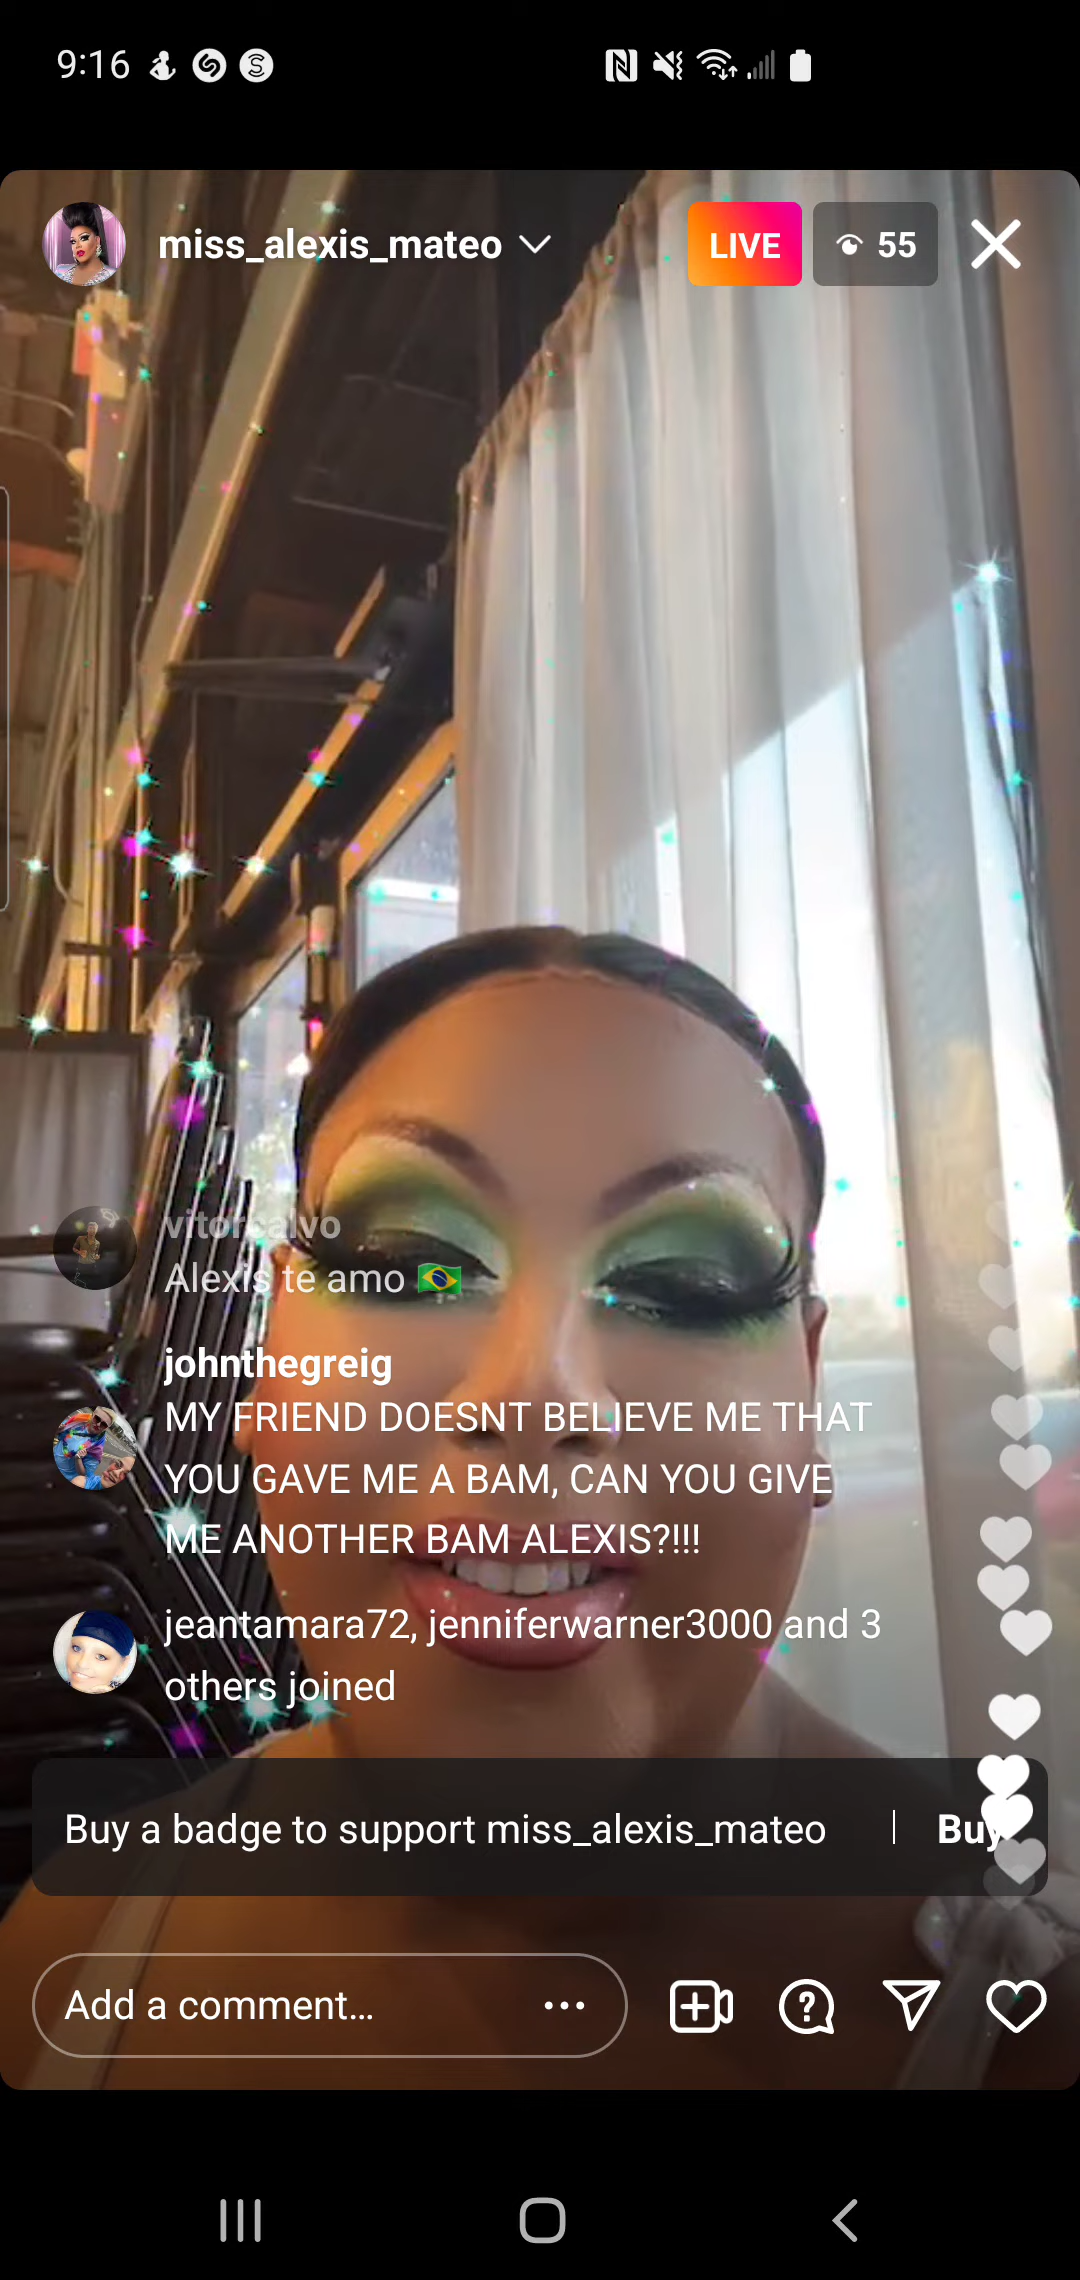 9:16
miss_alexis_mateo
LIVE
55
vitorcalvo
Alexis te amo 🇧🇷
johnthegreig
MY FRIEND DOESNT BELIEVE ME THAT
YOU GAVE ME A BAM, CAN YOU GIVE
ME ANOTHER BAM ALEXIS?!!!
jeantamara72, jenniferwarner3000 and 3
others joined
Buy a badge to support miss_alexis_mateo | Buy
Add a comment...